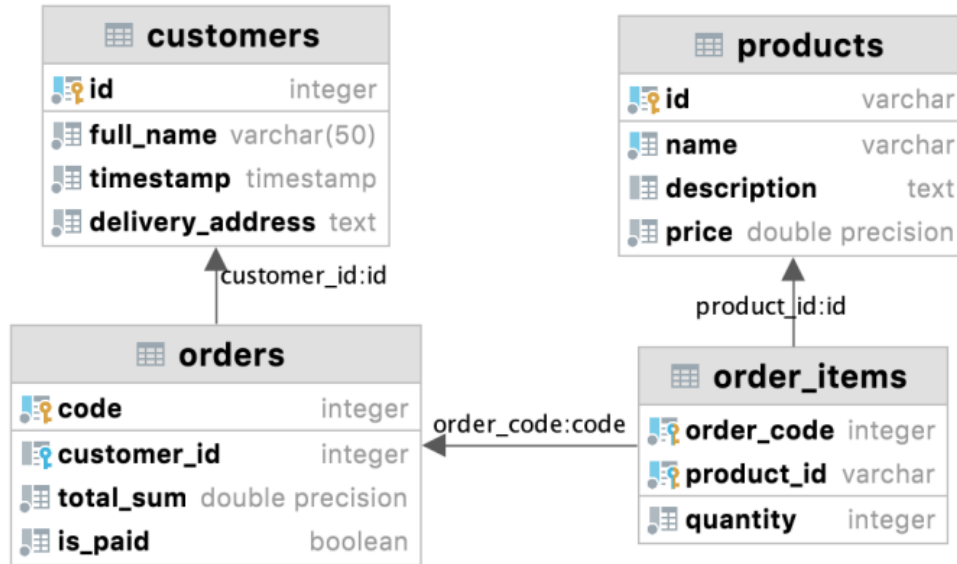 customers
id integer
full_name varchar(50)
timestamp timestamp
delivery_address text
products
id varchar
name varchar
description text
price double precision
customer_id:id
product_id:id
orders
code integer
customer_id integer
total_sum double precision
is_paid boolean
order_code:code
order_items
order_code integer
product_id varchar
quantity integer